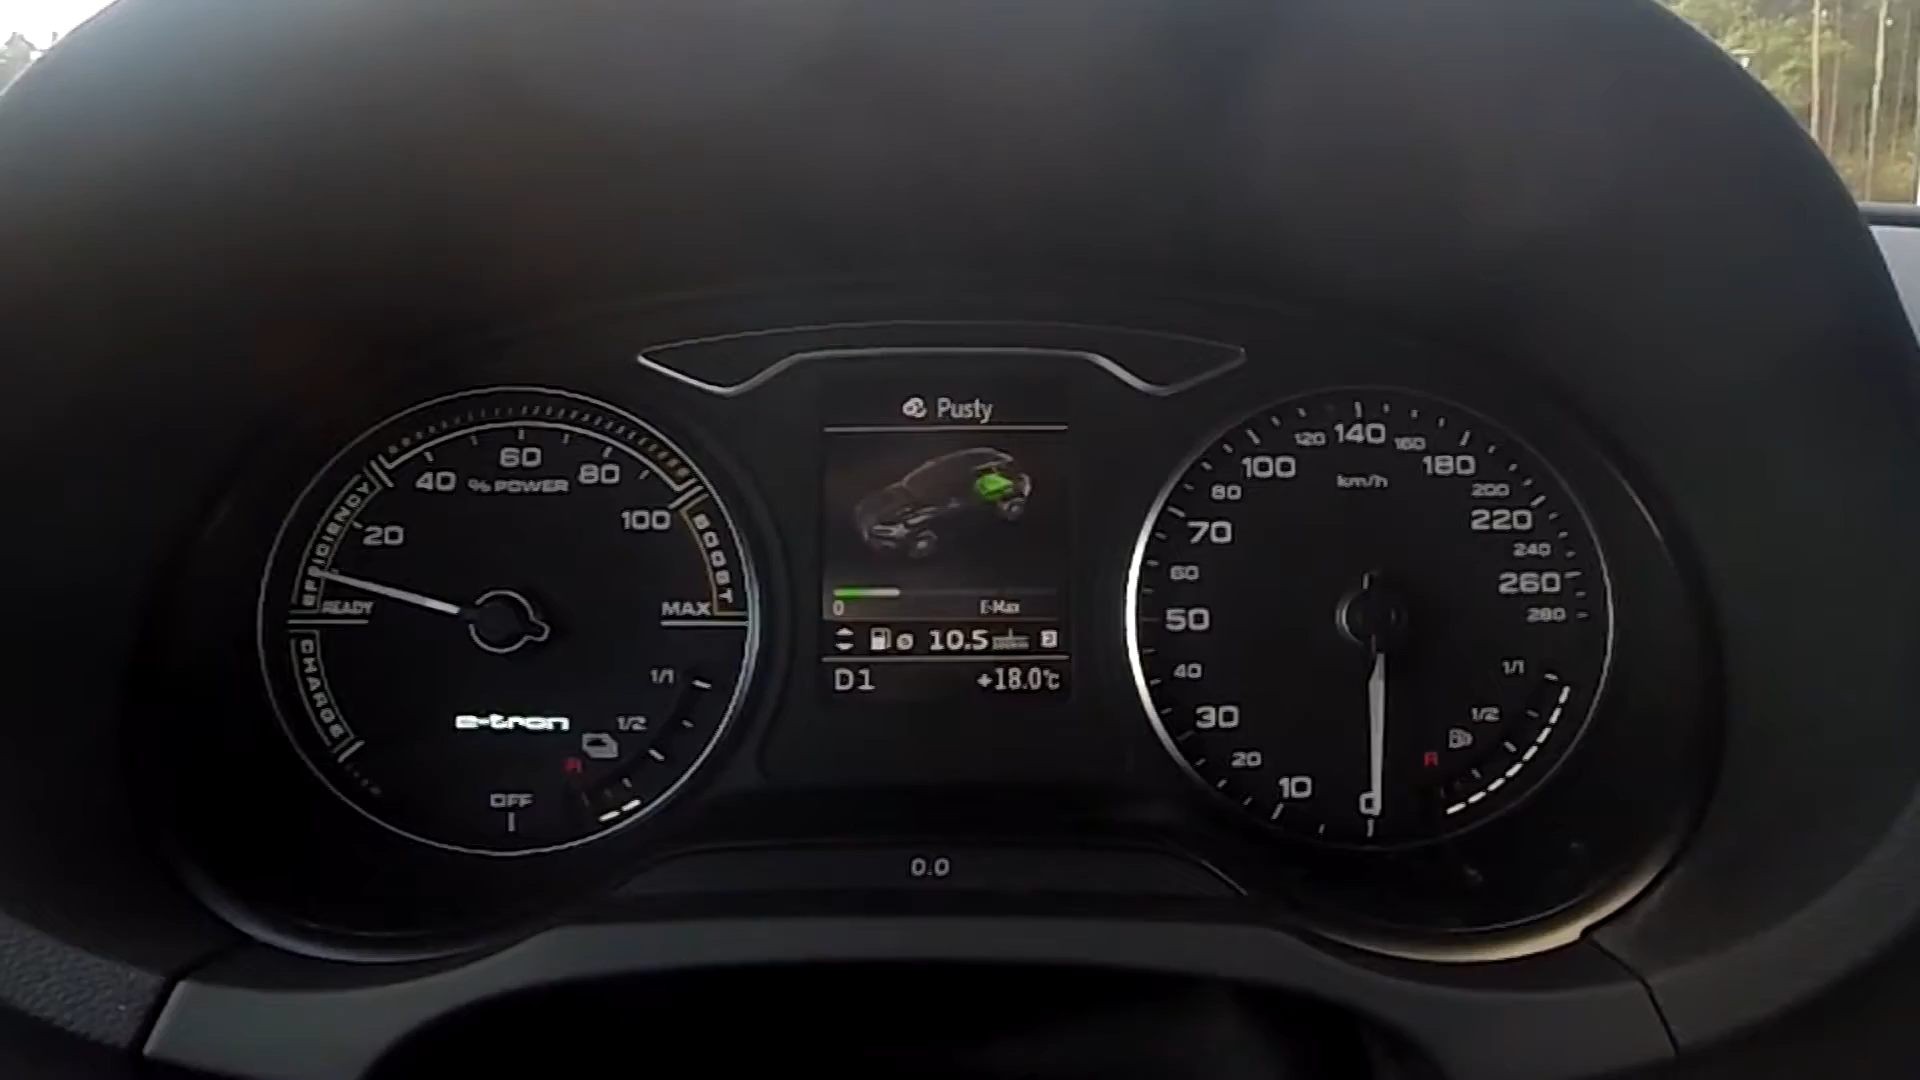 Pusty
60
40 % POWER 80
20
100
EFFICIENCY
BOOST
READY
MAX
CHARGE
1/1
e-tron
1/2
R
OFF
0 E-Max
ø 10.5
D1 +18.0°C
0.0
120 140 160
100 180
km/h
80 200
70 220
240
60 260
280
50
40 1/1
30 1/2
20 R
10
0